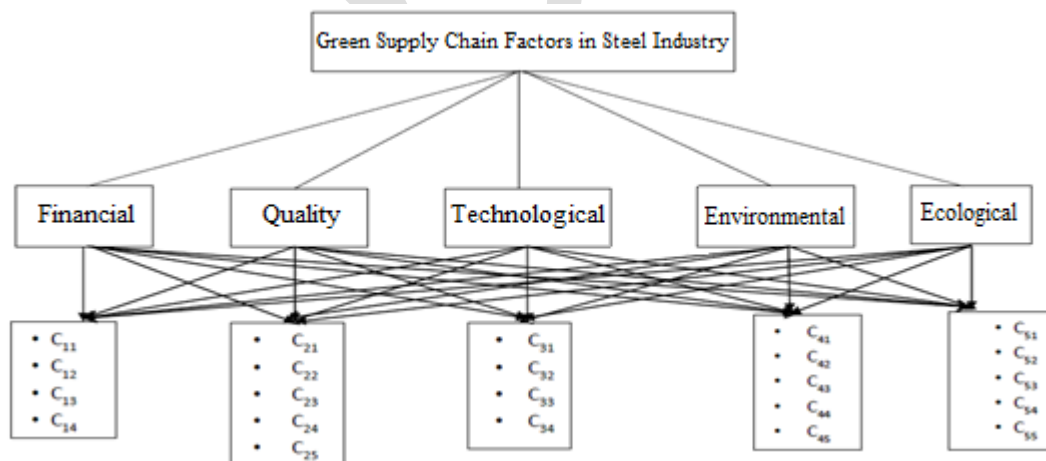 Green Supply Chain Factors in Steel Industry
Financial
Quality
Technological
Environmental
Ecological
• C₁₁
• C₁₂
• C₁₃
• C₁₄
• C₂₁
• C₂₂
• C₂₃
• C₂₄
• C₂₅
• C₃₁
• C₃₂
• C₃₃
• C₃₄
• C₄₁
• C₄₂
• C₄₃
• C₄₄
• C₄₅
• C₅₁
• C₅₂
• C₅₃
• C₅₄
• C₅₅